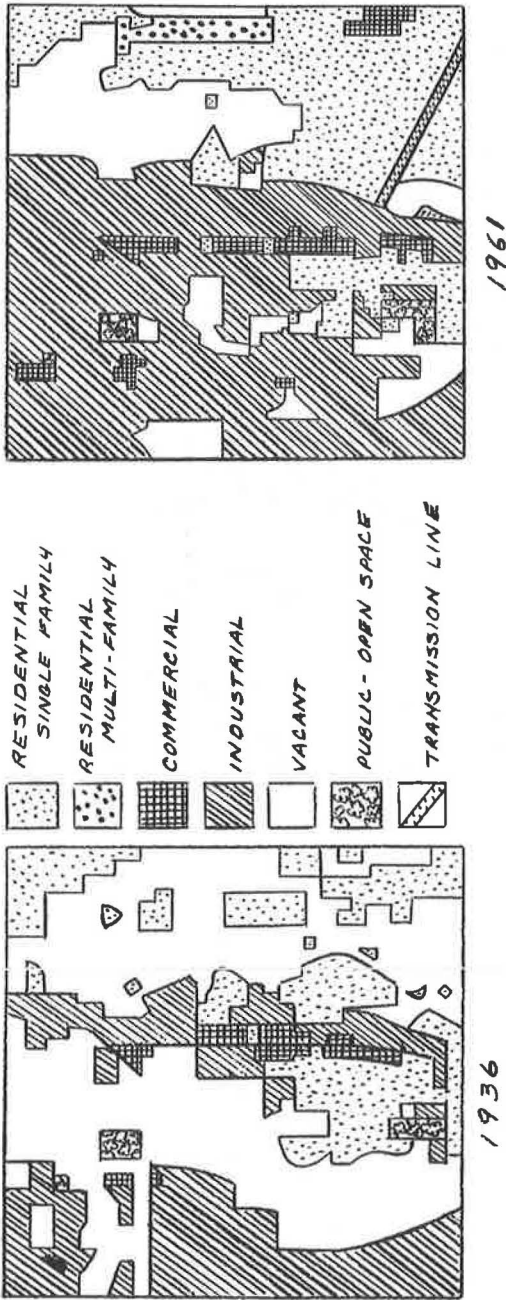 1961
RESIDENTIAL
SINGLE FAMILY
RESIDENTIAL
MULTI-FAMILY
COMMERCIAL
INDUSTRIAL
VACANT
PUBLIC-OPEN SPACE
TRANSMISSION LINE
1936